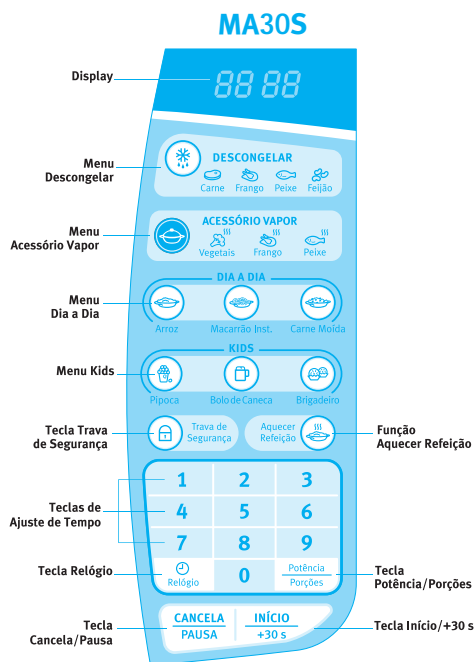 MA30S
Display
88 88
Menu
Descongelar
DESCONGELAR
Carne Frango Peixe Feijão
Menu
Acessório Vapor
ACESSÓRIO VAPOR
Vegetais Frango Peixe
Menu
Dia a Dia
DIA A DIA
Arroz Macarrão Inst. Carne Moída
Menu Kids
KIDS
Pipoca Bolo de Caneca Brigadeiro
Tecla Trava
de Segurança
Trava de
Segurança
Aquecer
Refeição
Função
Aquecer Refeição
Teclas de
Ajuste de Tempo
1 2 3
4 5 6
7 8 9
Tecla Relógio
Relógio
0
Potência
Porções
Tecla
Potência/Porções
Tecla
Cancela/Pausa
CANCELA
PAUSA
INÍCIO
+30 s
Tecla Início/+30 s